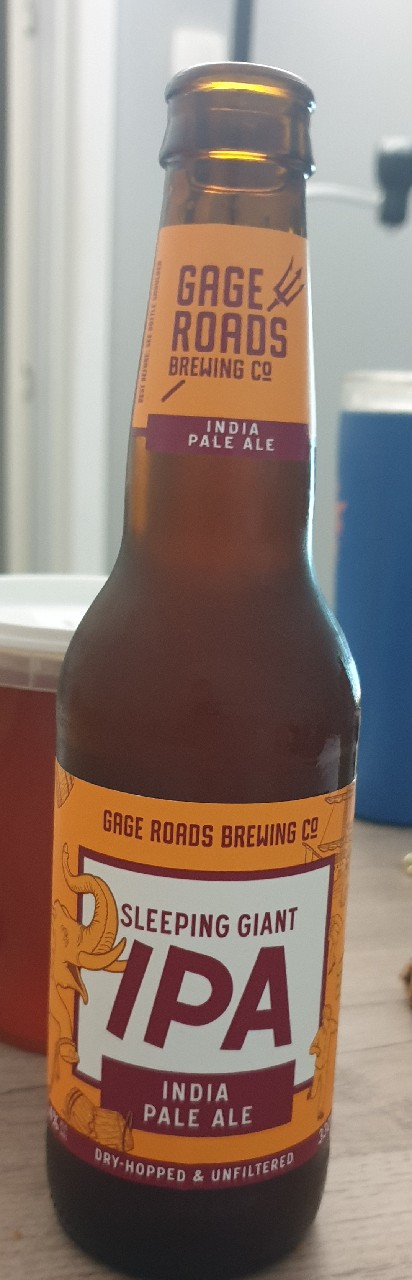 GAGE
ROADS
BREWING Cº
INDIA
PALE ALE
GAGE ROADS BREWING Cº
SLEEPING GIANT
IPA
INDIA
PALE ALE
DRY-HOPPED & UNFILTERED